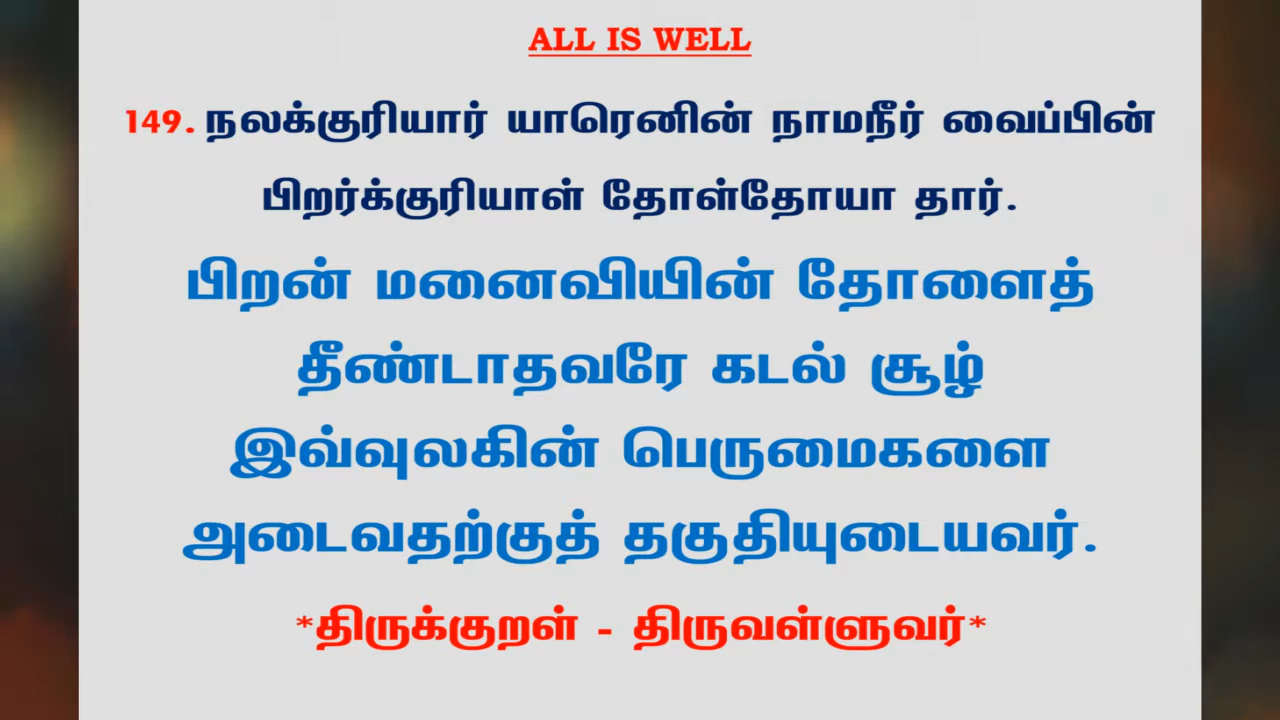 ALL IS WELL
149. நலக்குரியார் யாரெனின் நாமநீர் வைப்பின்
பிறர்க்குரியாள் தோள்தோயா தார்.
பிறன் மனைவியின் தோளைத்
தீண்டாதவரே கடல் சூழ்
இவ்வுலகின் பெருமைகளை
அடைவதற்குத் தகுதியுடையவர்.
*திருக்குறள் - திருவள்ளுவர்*